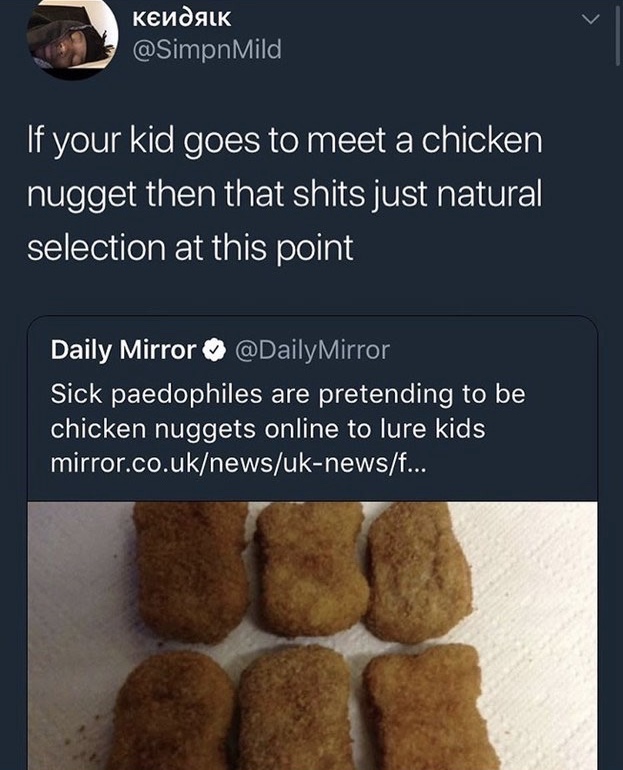 ĸєидяιĸ
@SimpnMild
If your kid goes to meet a chicken
nugget then that shits just natural
selection at this point
Daily Mirror @DailyMirror
Sick paedophiles are pretending to be
chicken nuggets online to lure kids
mirror.co.uk/news/uk-news/f...